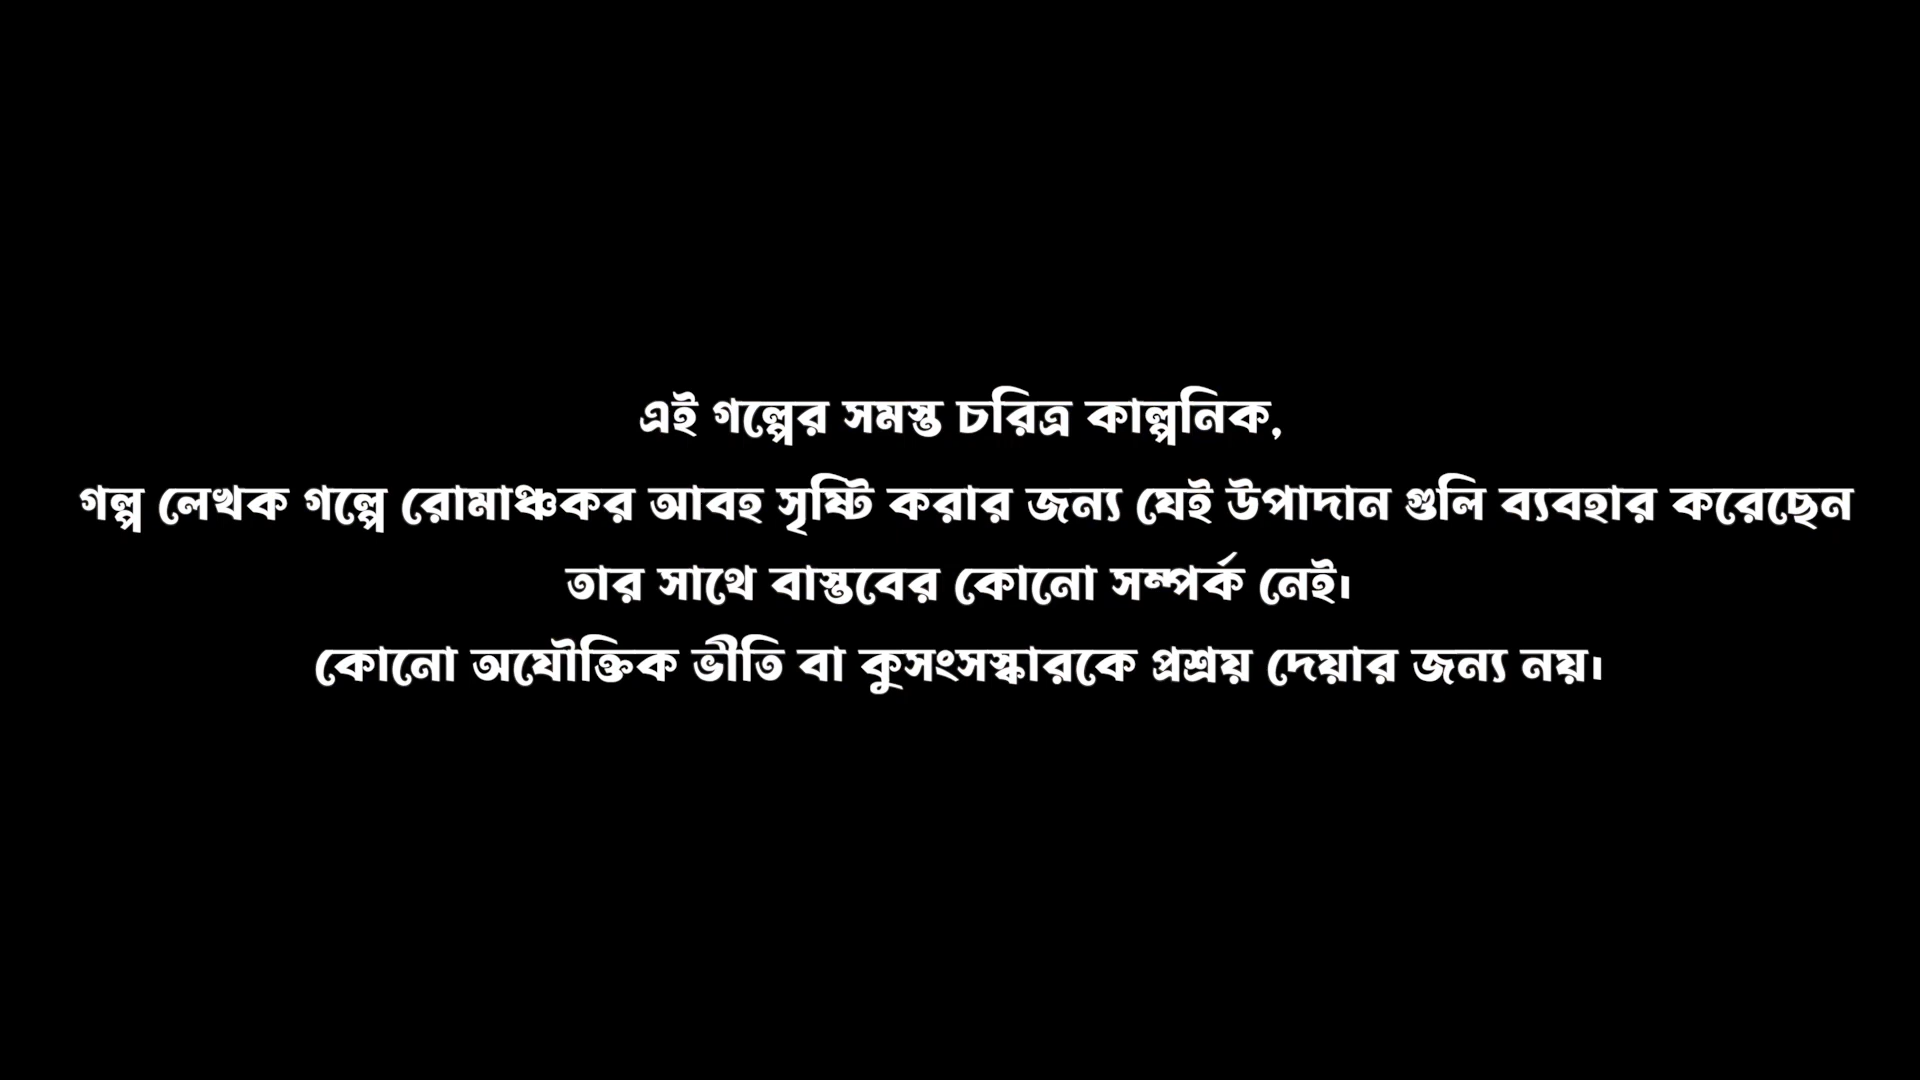 এই গল্পের সমস্ত চরিত্র কাল্পনিক,
গল্প লেখক গল্পে রোমাঞ্চকর আবহ সৃষ্টি করার জন্য যেই উপাদান গুলি ব্যবহার করেছেন
তার সাথে বাস্তবের কোনো সম্পর্ক নেই।
কোনো অযৌক্তিক ভীতি বা কুসংসস্কারকে প্রশ্রয় দেয়ার জন্য নয়।